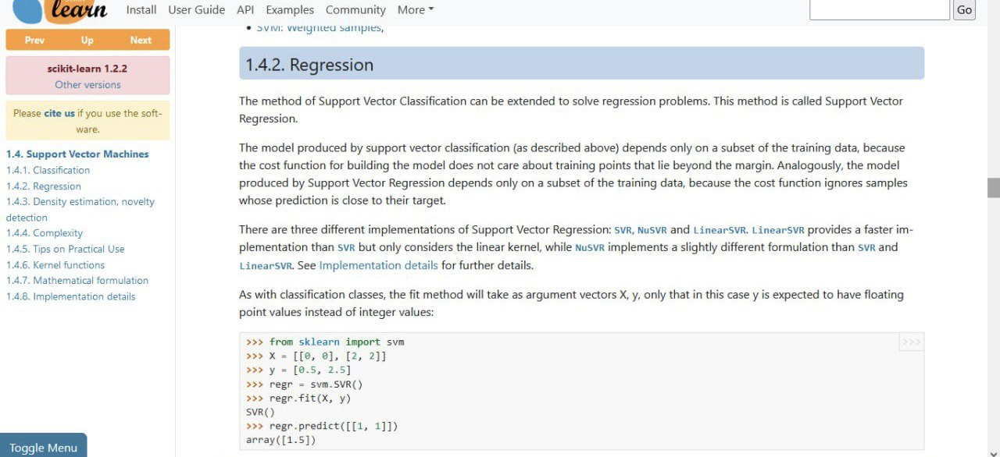 learn
Install User Guide API Examples Community More
Go
Prev Up Next
scikit-learn 1.2.2
Other versions
Please cite us if you use the soft-
ware.
1.4. Support Vector Machines
1.4.1. Classification
1.4.2. Regression
1.4.3. Density estimation, novelty
detection
1.4.4. Complexity
1.4.5. Tips on Practical Use
1.4.6. Kernel functions
1.4.7. Mathematical formulation
1.4.8. Implementation details
Toggle Menu
• SVM: Weighted samples,
1.4.2. Regression
The method of Support Vector Classification can be extended to solve regression problems. This method is called Support Vector
Regression.
The model produced by support vector classification (as described above) depends only on a subset of the training data, because
the cost function for building the model does not care about training points that lie beyond the margin. Analogously, the model
produced by Support Vector Regression depends only on a subset of the training data, because the cost function ignores samples
whose prediction is close to their target.
There are three different implementations of Support Vector Regression: SVR, NuSVR and LinearSVR. LinearSVR provides a faster im-
plementation than SVR but only considers the linear kernel, while NuSVR implements a slightly different formulation than SVR and
LinearSVR. See Implementation details for further details.
As with classification classes, the fit method will take as argument vectors X, y, only that in this case y is expected to have floating
point values instead of integer values:
>>>
>>> from sklearn import svm
>>> X = [[0, 0], [2, 2]]
>>> y = [0.5, 2.5]
>>> regr = svm.SVR()
>>> regr.fit(X, y)
SVR()
>>> regr.predict([[1, 1]])
array([1.5])